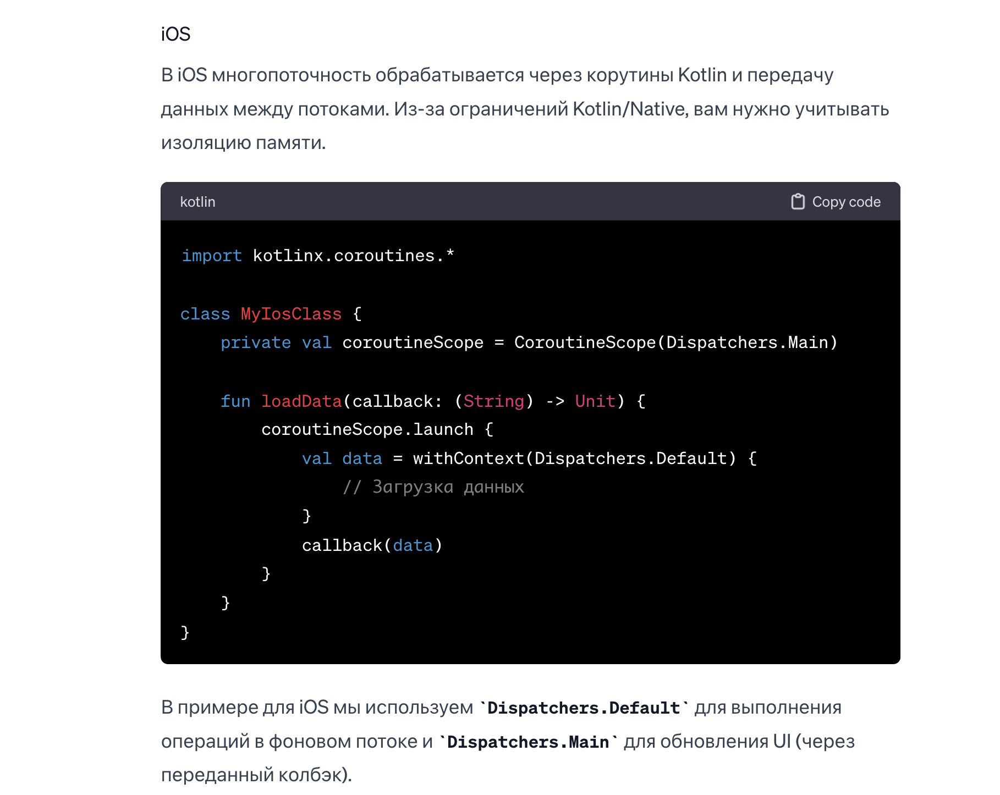 iOS
В iOS многопоточность обрабатывается через корутины Kotlin и передачу
данных между потоками. Из-за ограничений Kotlin/Native, вам нужно учитывать
изоляцию памяти.
kotlin
Copy code
import kotlinx.coroutines.*
class MyIosClass {
    private val coroutineScope = CoroutineScope(Dispatchers.Main)
    fun loadData(callback: (String) -> Unit) {
        coroutineScope.launch {
            val data = withContext(Dispatchers.Default) {
                // Загрузка данных
            }
            callback(data)
        }
    }
}
В примере для iOS мы используем `Dispatchers.Default` для выполнения
операций в фоновом потоке и `Dispatchers.Main` для обновления UI (через
переданный колбэк).